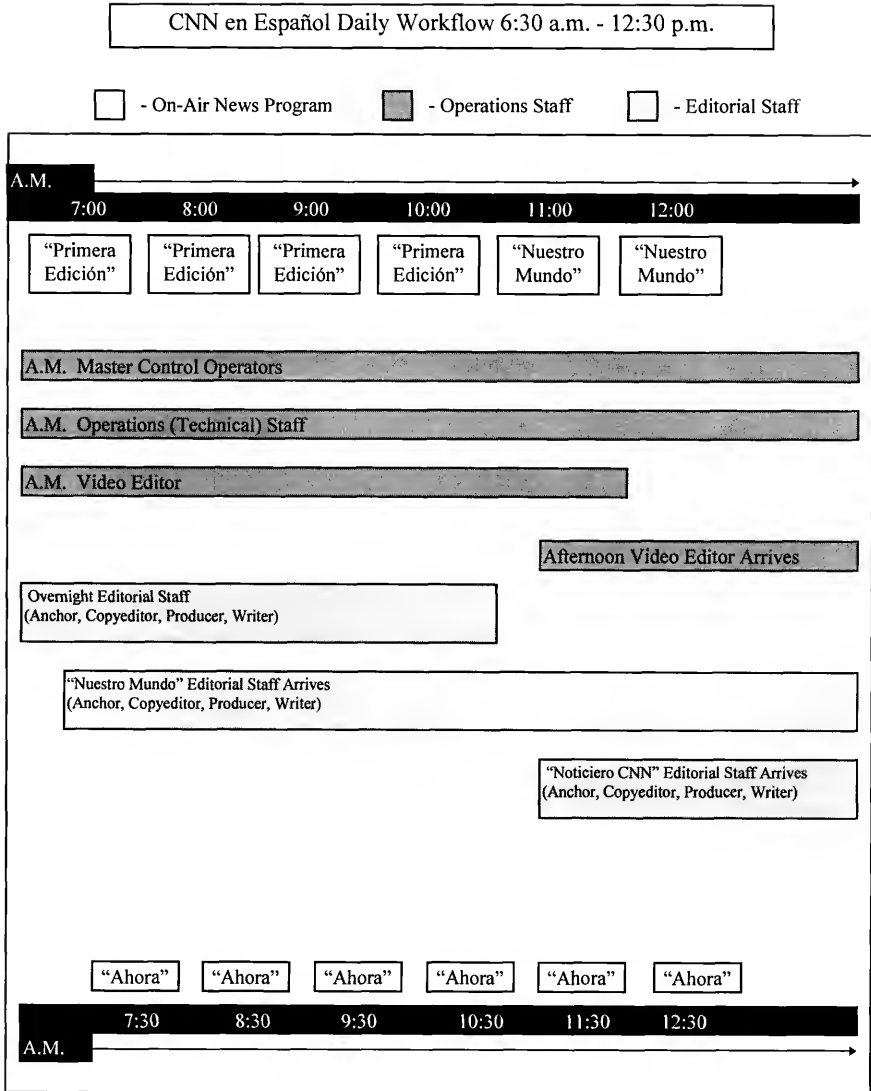 CNN en Español Daily Workflow 6:30 a.m. - 12:30 p.m.
- On-Air News Program - Operations Staff - Editorial Staff
A.M.
7:00 8:00 9:00 10:00 11:00 12:00
“Primera “Primera “Primera “Primera “Nuestro “Nuestro
Edición” Edición” Edición” Edición” Mundo” Mundo”
A.M. Master Control Operators
A.M. Operations (Technical) Staff
A.M. Video Editor
Afternoon Video Editor Arrives
Overnight Editorial Staff
(Anchor, Copyeditor, Producer, Writer)
“Nuestro Mundo” Editorial Staff Arrives
(Anchor, Copyeditor, Producer, Writer)
“Noticiero CNN” Editorial Staff Arrives
(Anchor, Copyeditor, Producer, Writer)
“Ahora” “Ahora” “Ahora” “Ahora” “Ahora” “Ahora”
7:30 8:30 9:30 10:30 11:30 12:30
A.M.